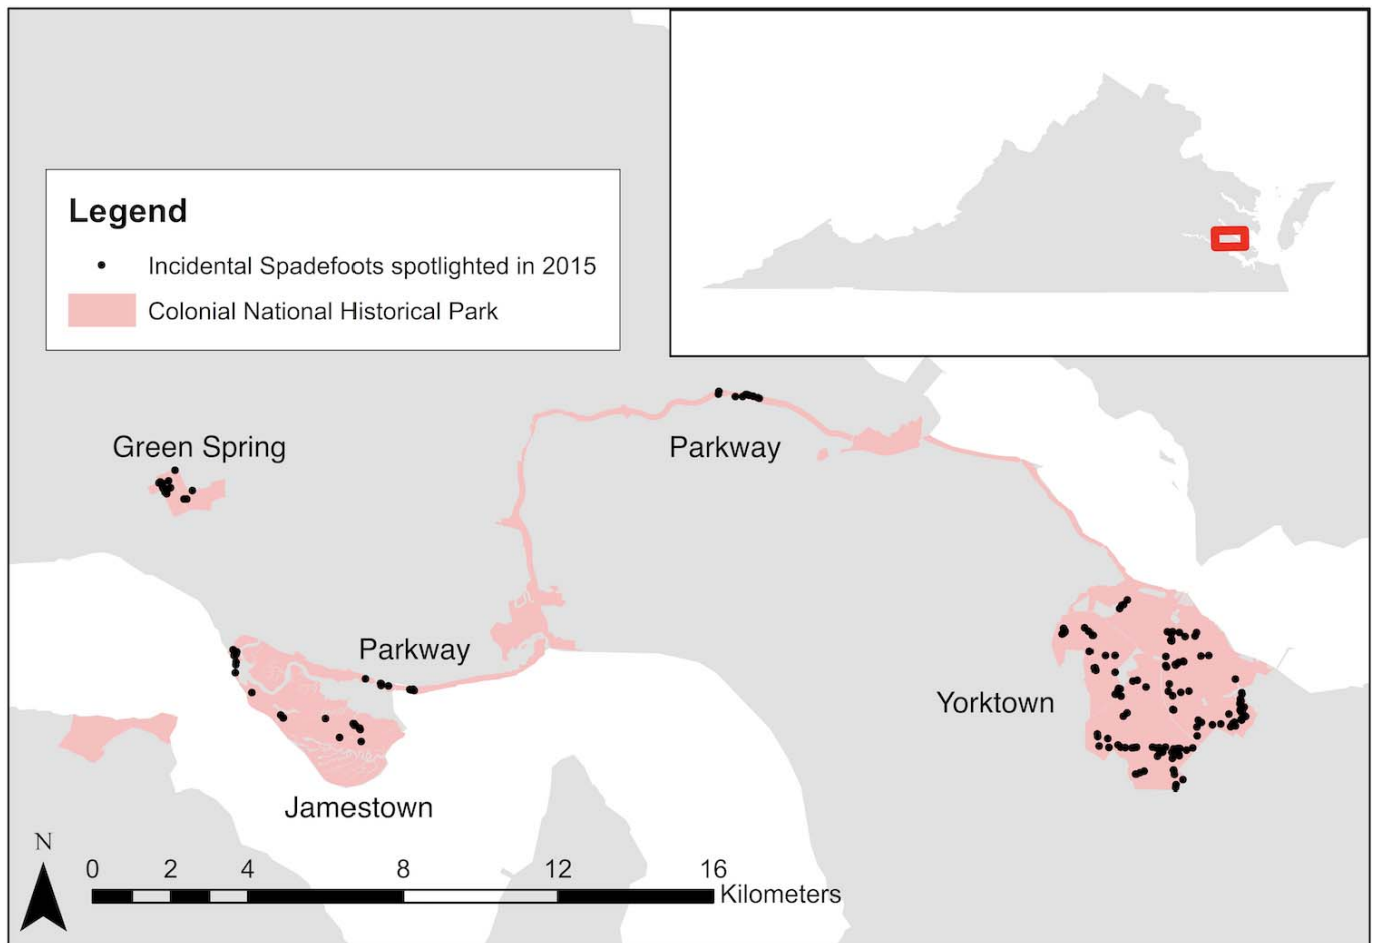 Legend
Incidental Spadefoots spotlighted in 2015
Colonial National Historical Park
Green Spring
Parkway
Parkway
Yorktown
Jamestown
N
0 2 4 8 12 16
Kilometers